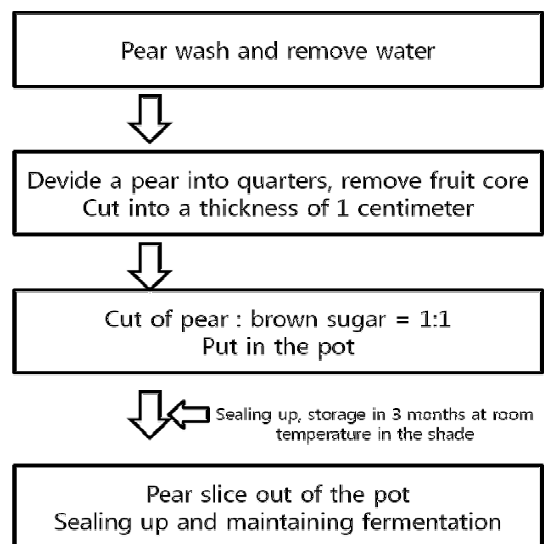 Pear wash and remove water
Devide a pear into quarters, remove fruit core
Cut into a thickness of 1 centimeter
Cut of pear : brown sugar = 1:1
Put in the pot
Sealing up, storage in 3 months at room
temperature in the shade
Pear slice out of the pot
Sealing up and maintaining fermentation